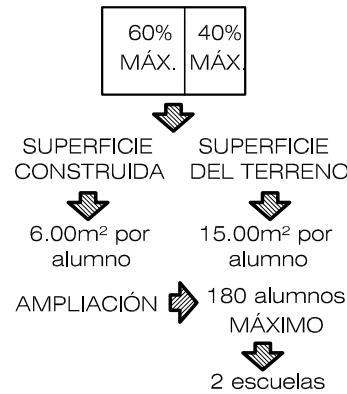 60%
MÁX.
40%
MÁX.
SUPERFICIE
CONSTRUIDA
SUPERFICIE
DEL TERRENO
6.00m² por
alumno
15.00m² por
alumno
AMPLIACIÓN
180 alumnos
MÁXIMO
2 escuelas